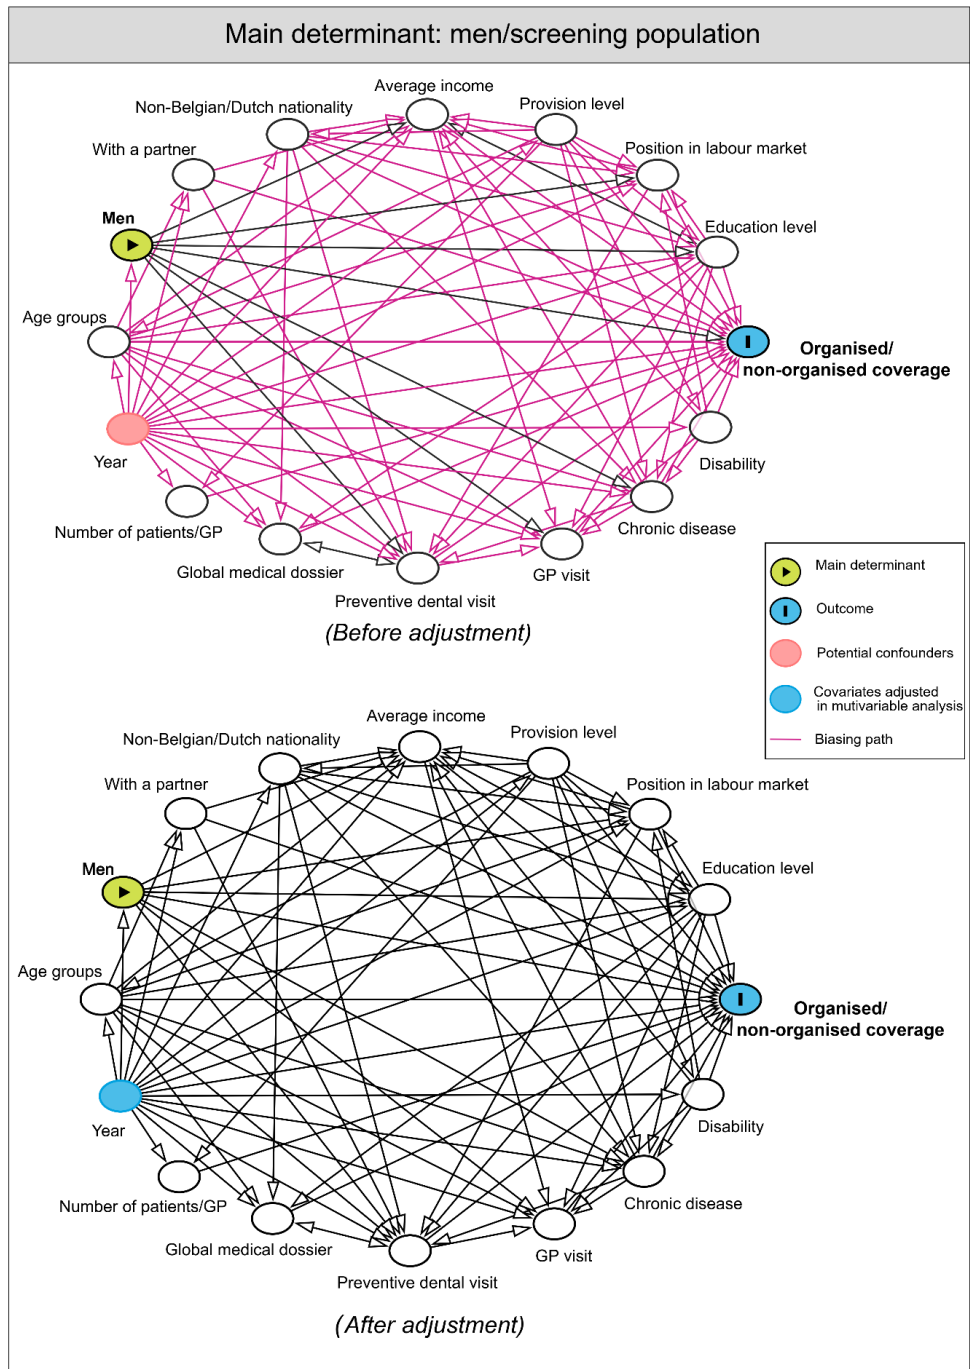 Main determinant: men/screening population
Average income
Provision level
Non-Belgian/Dutch nationality
Position in labour market
With a partner
Men
Education level
Age groups
Organised/
non-organised coverage
Year
Disability
Number of patients/GP
Chronic disease
Global medical dossier
GP visit
Preventive dental visit
(Before adjustment)
Main determinant
Outcome
Potential confounders
Covariates adjusted
in mutivariable analysis
Biasing path
Average income
Provision level
Non-Belgian/Dutch nationality
Position in labour market
With a partner
Men
Education level
Age groups
Organised/
non-organised coverage
Year
Disability
Number of patients/GP
Chronic disease
Global medical dossier
GP visit
Preventive dental visit
(After adjustment)